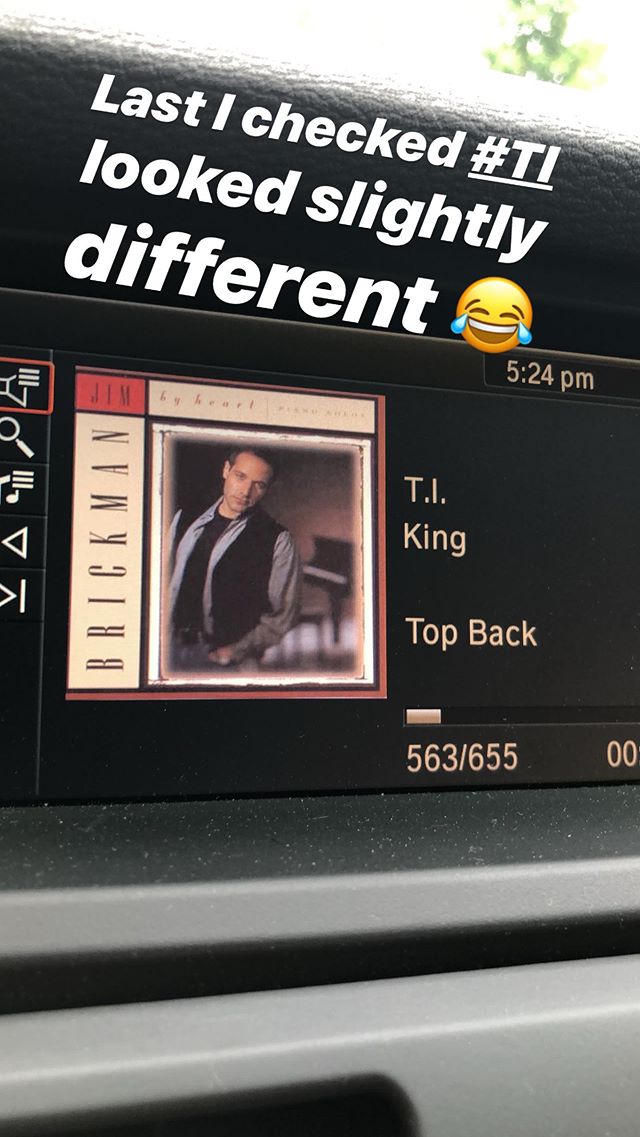 Last I checked #TI
looked slightly
different 😂
5:24 pm
JIM
by heart
PIANO SOLOS
BRICKMAN
T.I.
King
Top Back
563/655
00: